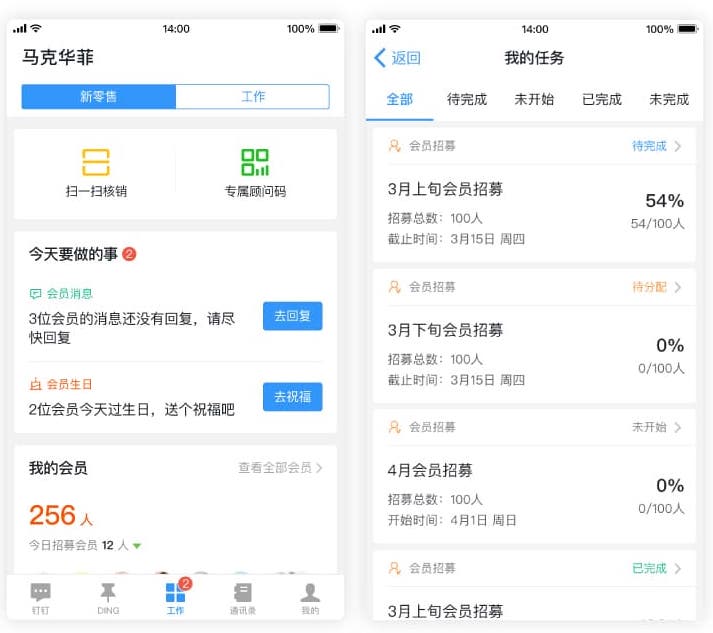 14:00
100%
马克华菲
新零售
工作
扫一扫核销
专属顾问码
今天要做的事 2
会员消息
3位会员的消息还没有回复，请尽
快回复
去回复
会员生日
2位会员今天过生日，送个祝福吧
去祝福
我的会员
查看全部会员
256 人
今日招募会员 12 人
2
钉钉
DING
工作
通讯录
我的
14:00
100%
返回
我的任务
全部
待完成
未开始
已完成
未完成
会员招募
待完成
3月上旬会员招募
54%
招募总数：100人
54/100人
截止时间：3月15日 周四
会员招募
待分配
3月下旬会员招募
0%
招募总数：100人
0/100人
截止时间：3月15日 周四
会员招募
未开始
4月会员招募
0%
招募总数：100人
0/100人
开始时间：4月1日 周日
会员招募
已完成
3月上旬会员招募